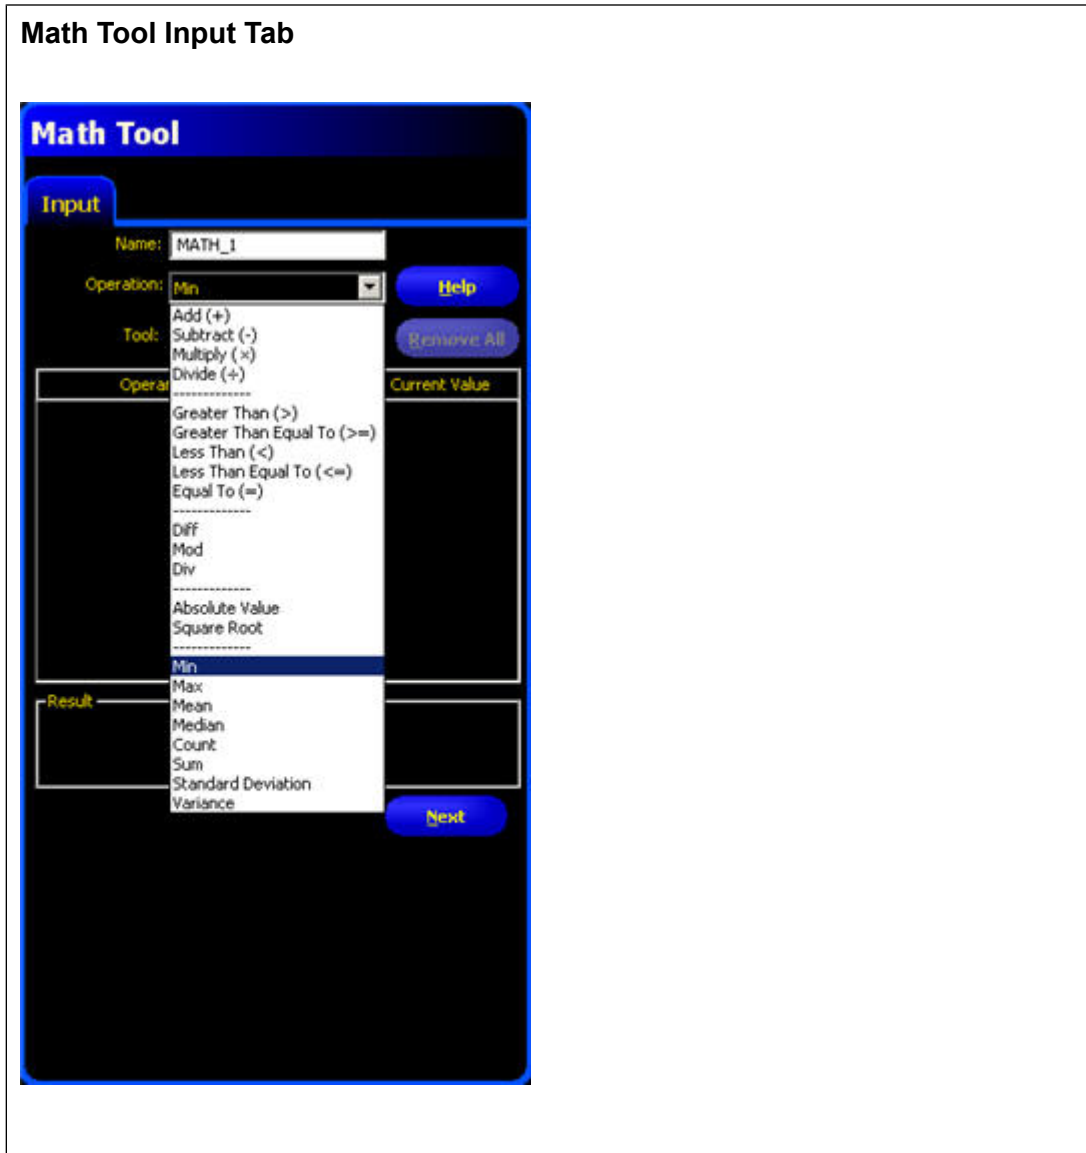 Math Tool Input Tab
Math Tool
Input
Name: MATH_1
Operation: Min
Help
Add (+)
Tool: Subtract (-)
Remove All
Multiply (×)
Divide (÷)
Current Value
-------------
Greater Than (>)
Greater Than Equal To (>=)
Less Than (<)
Less Than Equal To (<=)
Equal To (=)
-------------
Diff
Mod
Div
-------------
Absolute Value
Square Root
-------------
Min
Max
Result
Mean
Median
Count
Sum
Standard Deviation
Variance
Next